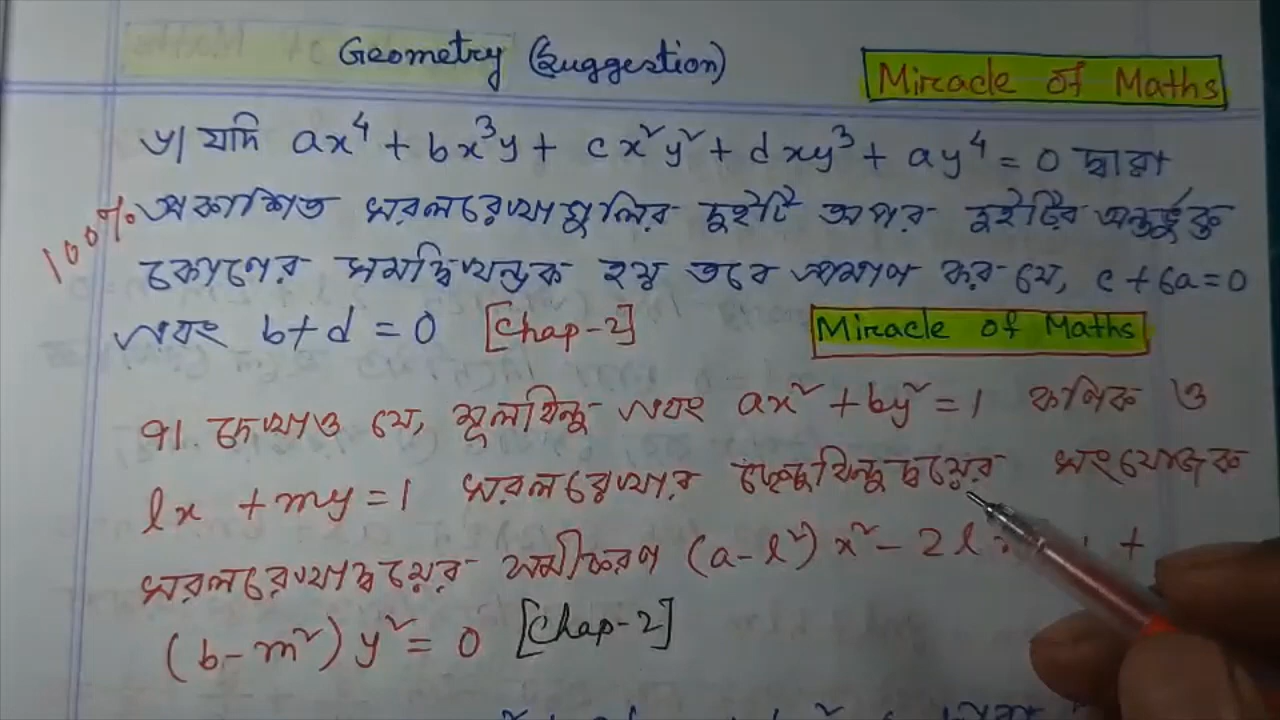 Geometry (Suggestion)
Miracle of Maths
৬| যদি ax⁴ + bx³y + cx²y² + dxy³ + ay⁴ = 0 দ্বারা
100% প্রকাশিত সরলরেখাগুলির দুইটি অপর দুইটির অন্তর্ভুক্ত
কোণের সমদ্বিখন্ডক হয় তবে প্রমাণ কর যে, c + 6a = 0
এবং b + d = 0 [Chap-2]
Miracle of Maths
৭|. দেখাও যে, মূলবিন্দু এবং ax² + by² = 1 কণিক ও
lx + my = 1 সরলরেখার ছেদবিন্দুদ্বয়ের সংযোজক
সরলরেখাদ্বয়ের সমীকরণ (a - l²) x² - 2l +
(b - m²) y² = 0 [Chap-2]